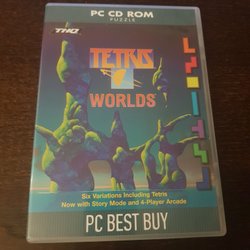 PC CD ROM
PUZZLE
THQ
TETRIS
WORLDS™
Six Variations Including Tetris
Now with Story Mode and 4-Player Arcade
PC BEST BUY